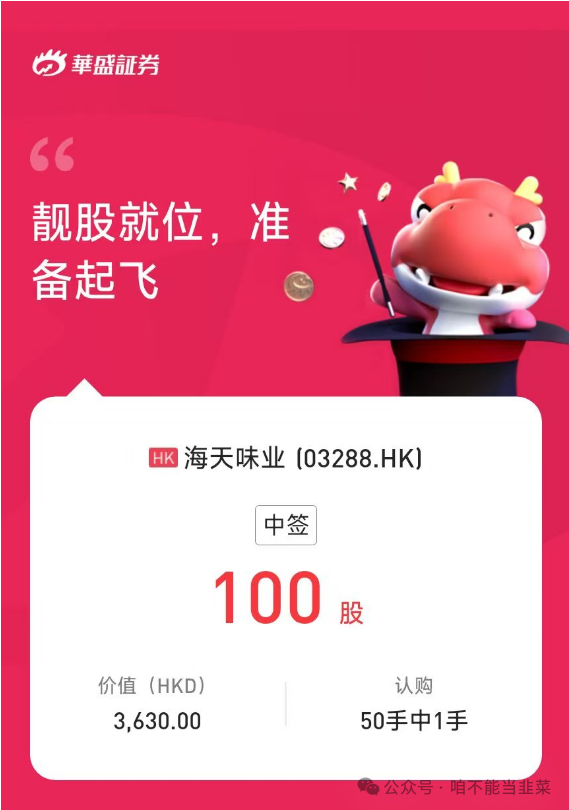 華盛証券
“
靓股就位，准
备起飞
HK 海天味业 (03288.HK)
中签
100 股
价值（HKD） 认购
3,630.00 50手中1手
公众号 · 咱不能当韭菜